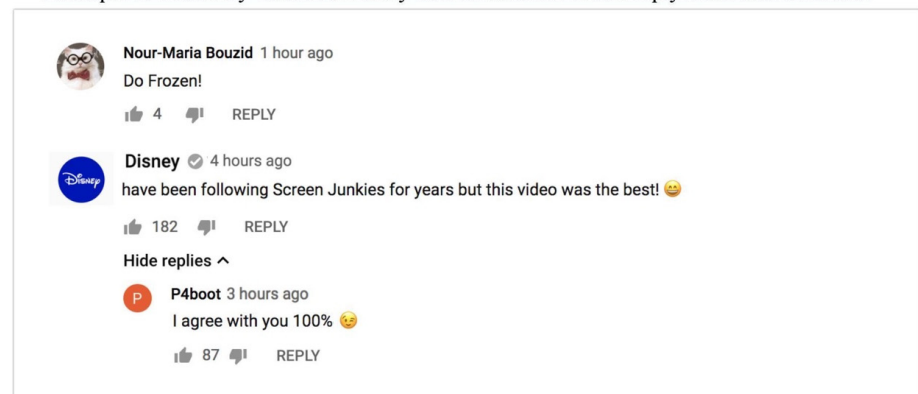 Nour-Maria Bouzid 1 hour ago
Do Frozen!
4 REPLY
Disney 4 hours ago
Disney
have been following Screen Junkies for years but this video was the best! 😄
182 REPLY
Hide replies
P P4boot 3 hours ago
I agree with you 100% 😉
87 REPLY